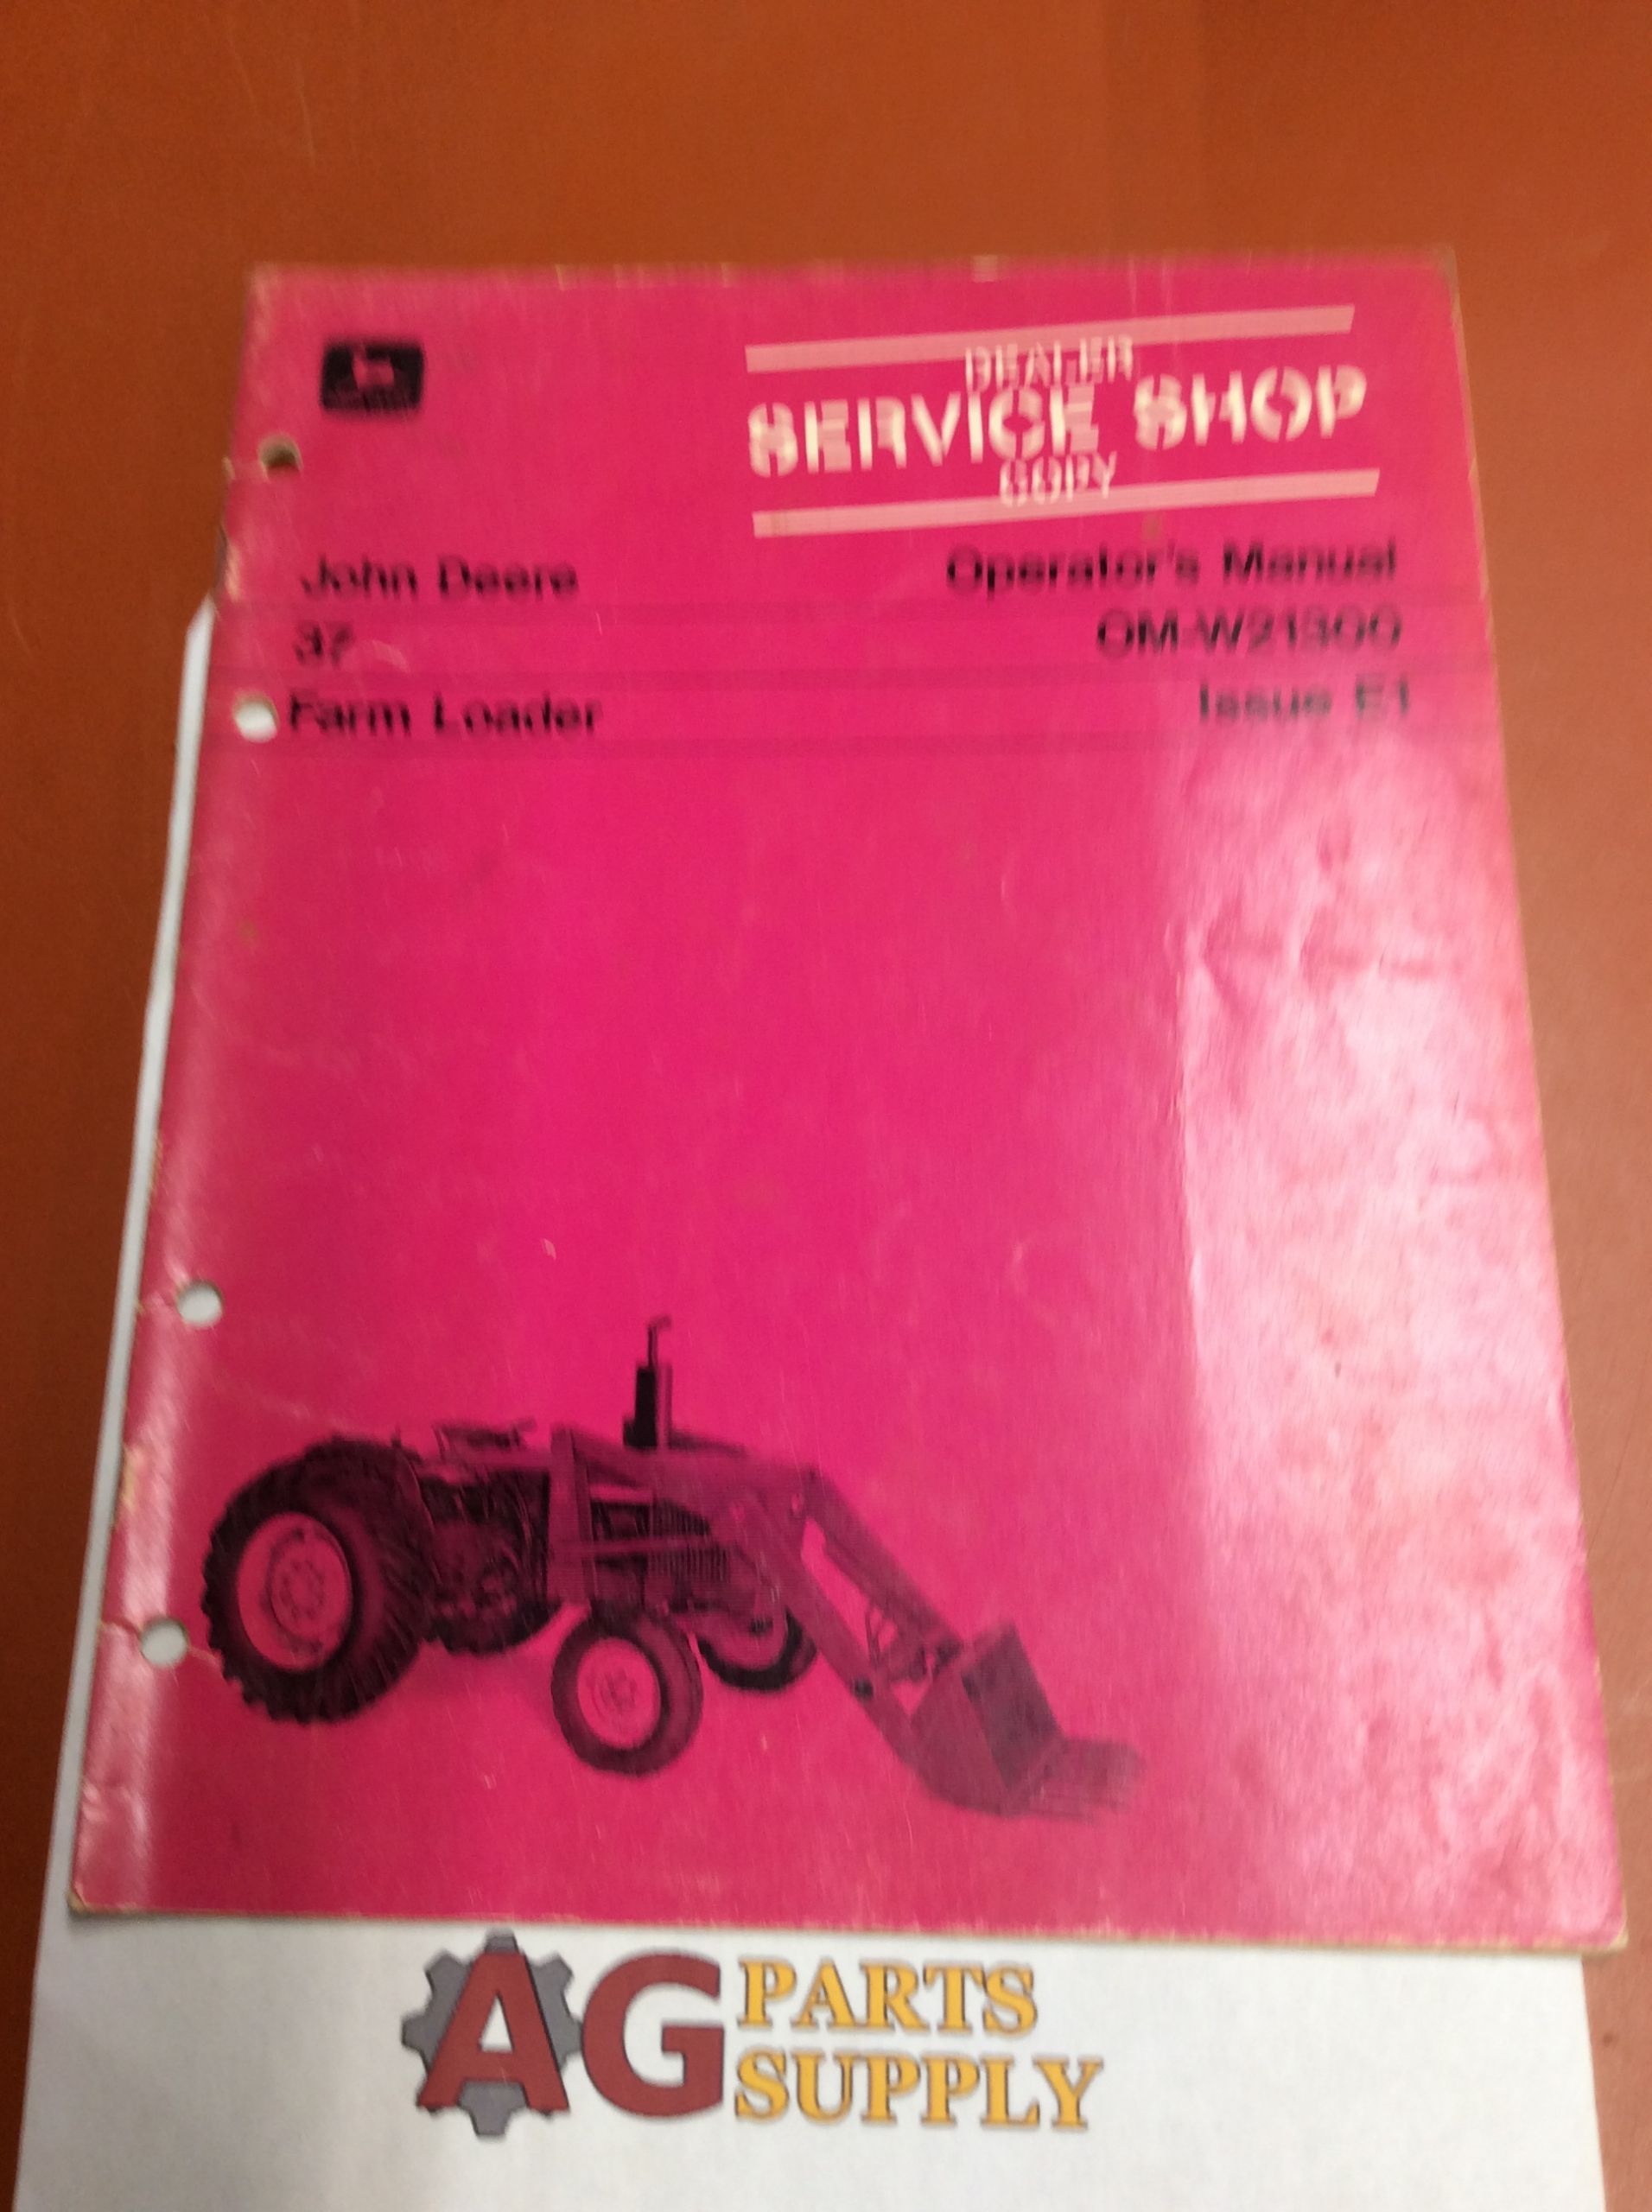 DEALER
SERVICE SHOP
COPY
John Deere
Operator's Manual
37
OM-W21300
Farm Loader
Issue E1
AG PARTS
SUPPLY